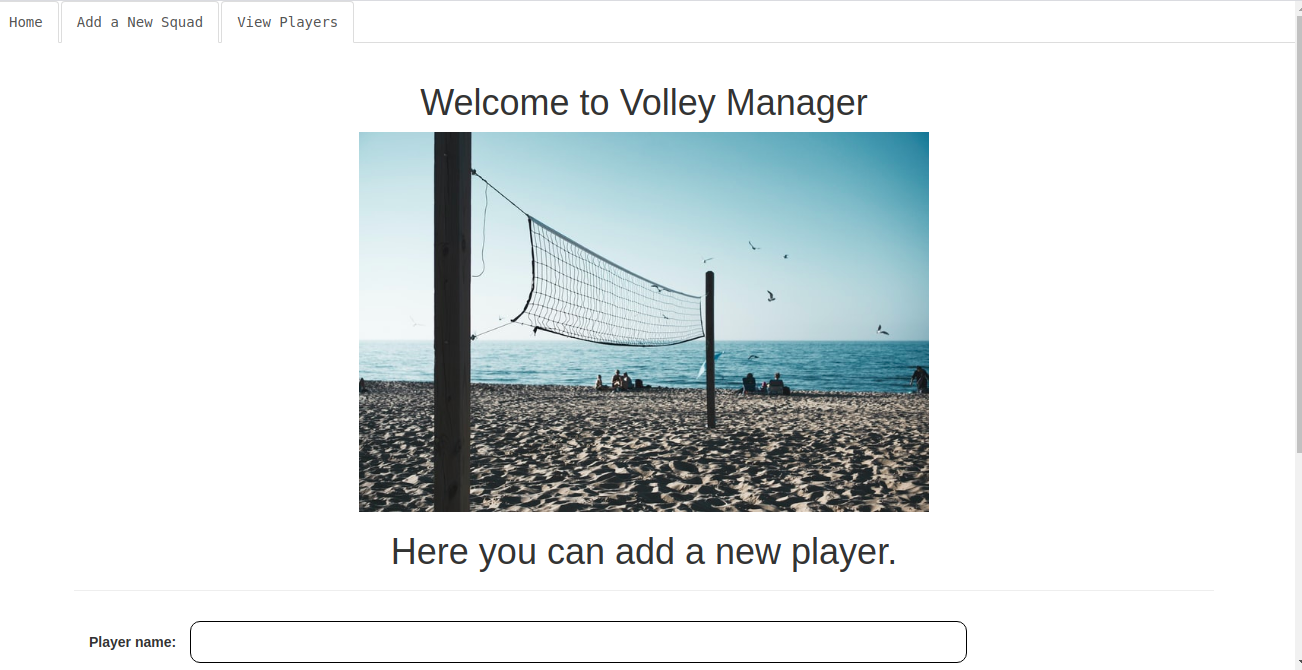 Home Add a New Squad View Players
Welcome to Volley Manager
Here you can add a new player.
Player name: